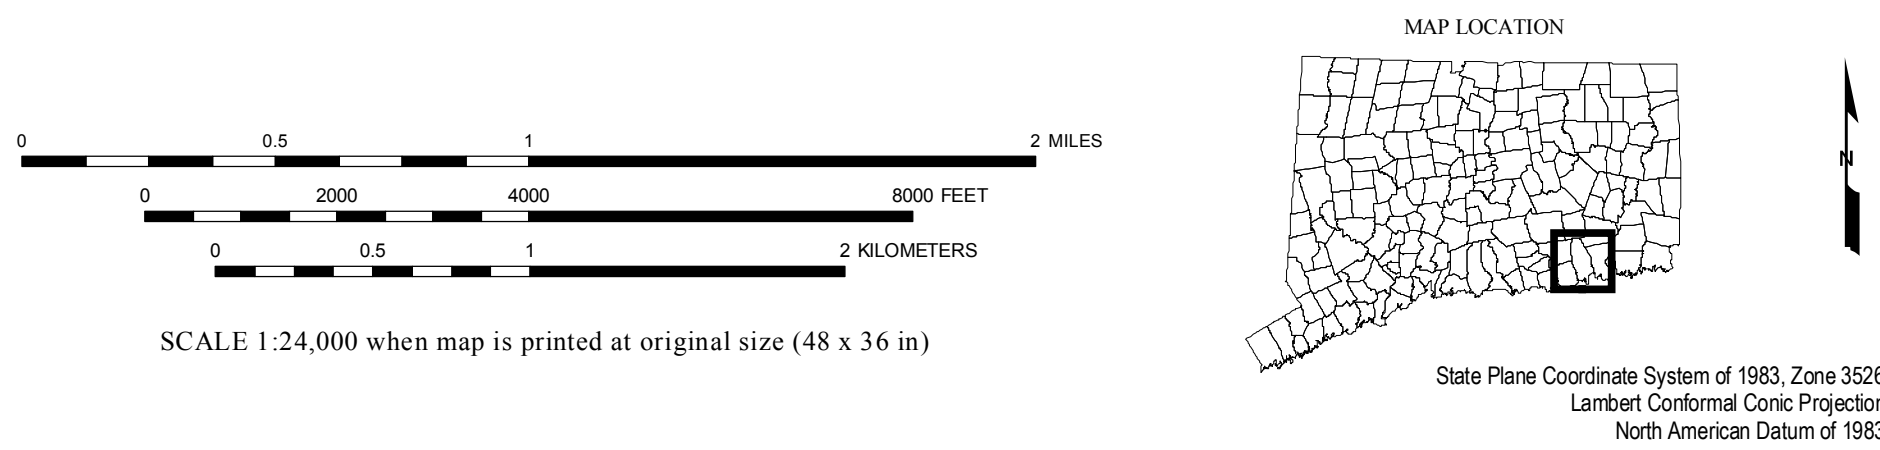 0 0.5 1 2 MILES
0 2000 4000 8000 FEET
0 0.5 1 2 KILOMETERS
SCALE 1:24,000 when map is printed at original size (48 x 36 in)
MAP LOCATION
N
State Plane Coordinate System of 1983, Zone 3526
Lambert Conformal Conic Projection
North American Datum of 1983